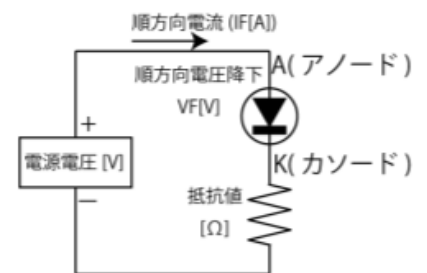 順方向電流 (IF[A])
A( アノード )
順方向電圧降下
VF[V]
+
電源電圧 [V]
K( カソード )
—
抵抗値
[Ω]